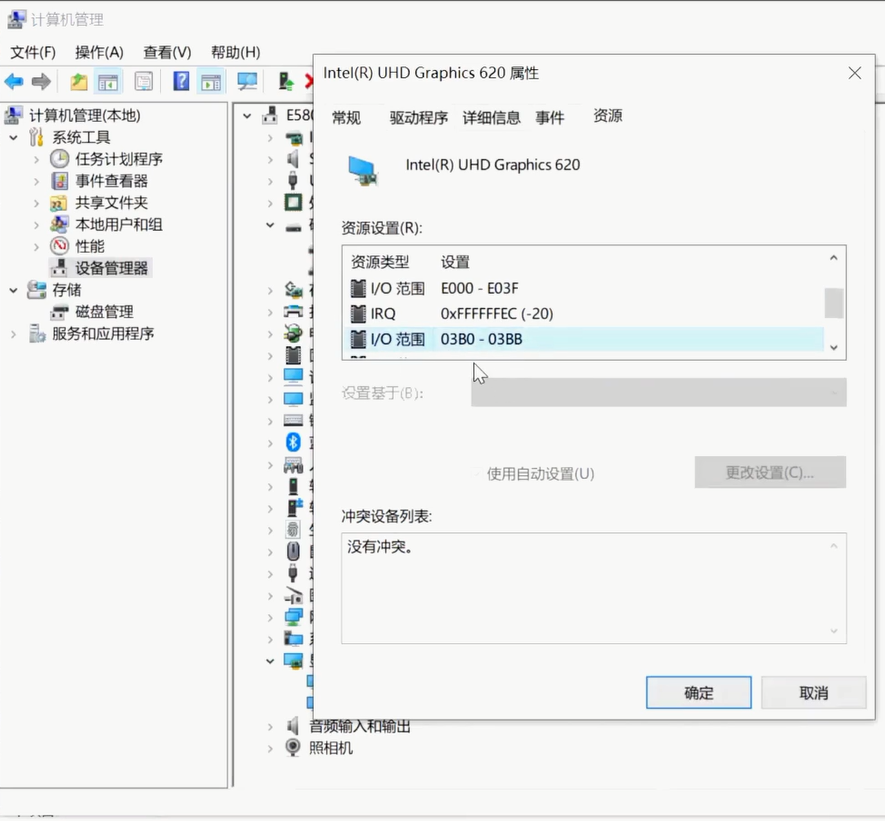 计算机管理
文件(F) 操作(A) 查看(V) 帮助(H)
计算机管理(本地)
系统工具
任务计划程序
事件查看器
共享文件夹
本地用户和组
性能
设备管理器
存储
磁盘管理
服务和应用程序
音频输入和输出
照相机
Intel(R) UHD Graphics 620 属性
常规 驱动程序 详细信息 事件 资源
Intel(R) UHD Graphics 620
资源设置(R):
资源类型 设置
I/O 范围 E000 - E03F
IRQ 0xFFFFFFEC (-20)
I/O 范围 03B0 - 03BB
设置基于(B):
使用自动设置(U) 更改设置(C)...
冲突设备列表:
没有冲突。
确定 取消